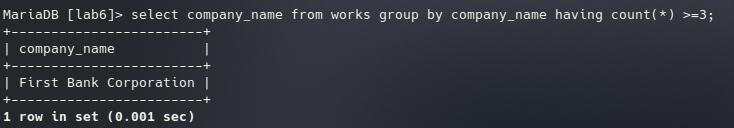 MariaDB [lab6]> select company_name from works group by company_name having count(*) >=3;
+------------------------+
| company_name           |
+------------------------+
| First Bank Corporation |
+------------------------+
1 row in set (0.001 sec)